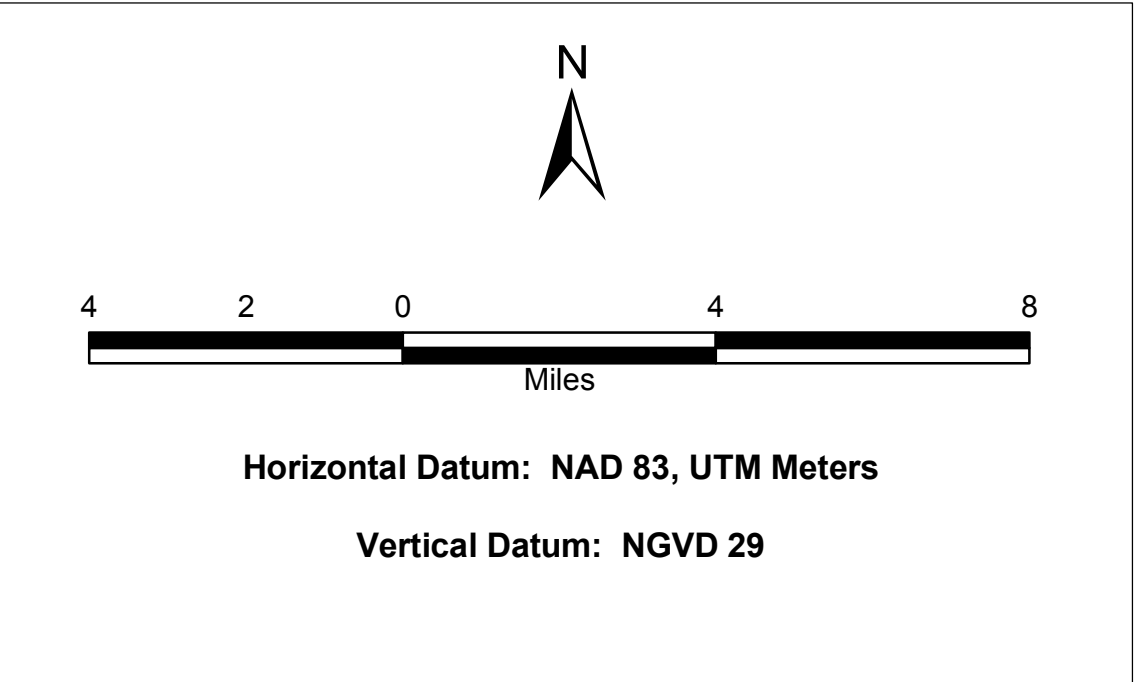 N
4 2 0 4 8
Miles
Horizontal Datum: NAD 83, UTM Meters
Vertical Datum: NGVD 29